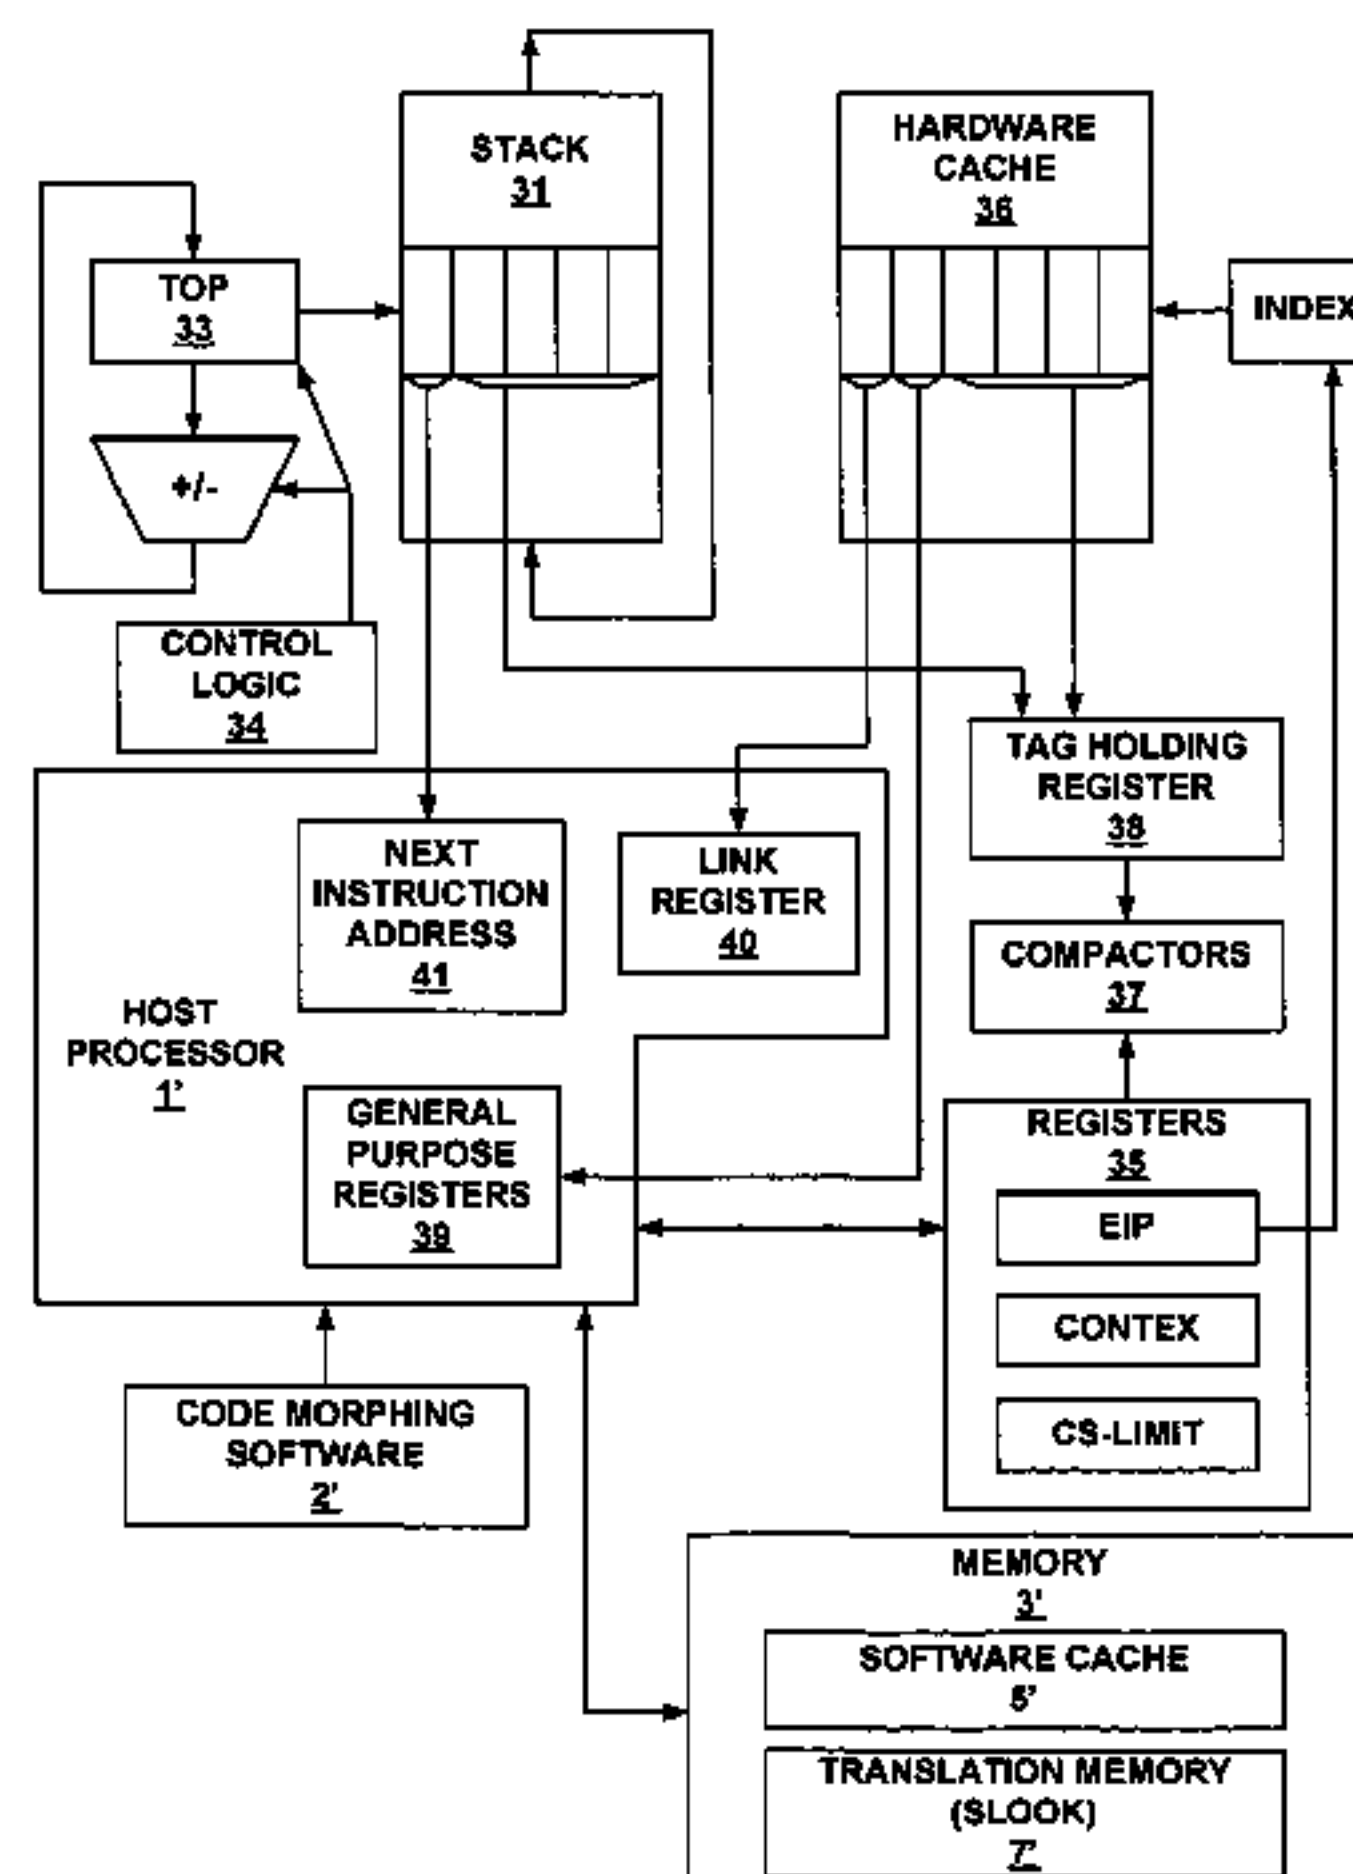 STACK
31
HARDWARE
CACHE
36
TOP
33
INDEX
+/-
CONTROL
LOGIC
34
TAG HOLDING
REGISTER
38
NEXT
INSTRUCTION
ADDRESS
41
LINK
REGISTER
40
COMPACTORS
37
HOST
PROCESSOR
1'
GENERAL
PURPOSE
REGISTERS
39
REGISTERS
35
EIP
CONTEX
CS-LIMIT
CODE MORPHING
SOFTWARE
2'
MEMORY
3'
SOFTWARE CACHE
5'
TRANSLATION MEMORY
(SLOOK)
7'